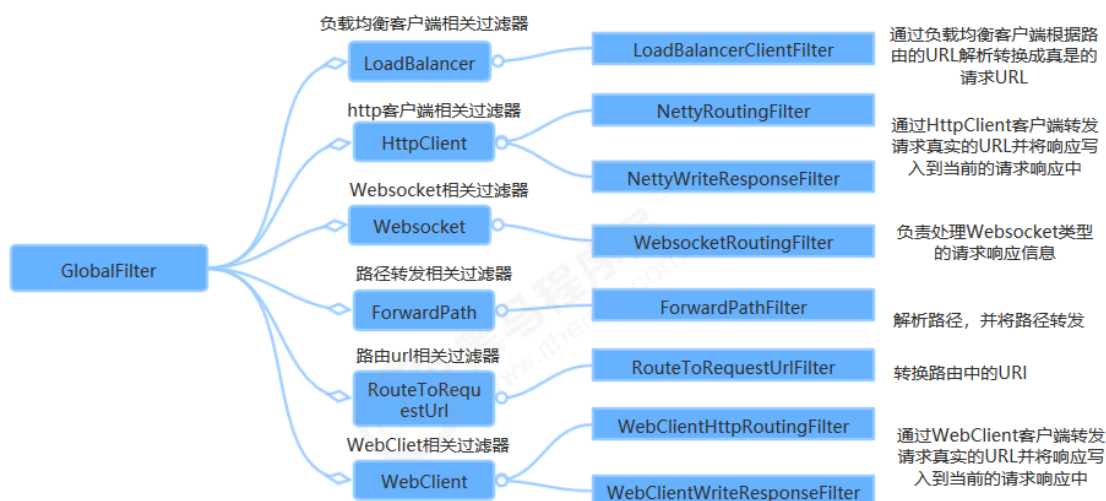 负载均衡客户端相关过滤器
LoadBalancer
LoadBalancerClientFilter
通过负载均衡客户端根据路
由的URL解析转换成真是的
请求URL
http客户端相关过滤器
HttpClient
NettyRoutingFilter
NettyWriteResponseFilter
通过HttpClient客户端转发
请求真实的URL并将响应写
入到当前的请求响应中
Websocket相关过滤器
Websocket
WebsocketRoutingFilter
负责处理Websocket类型
的请求响应信息
GlobalFilter
路径转发相关过滤器
ForwardPath
ForwardPathFilter
解析路径，并将路径转发
路由url相关过滤器
RouteToRequ
estUrl
RouteToRequestUrlFilter
转换路由中的URI
WebCliet相关过滤器
WebClient
WebClientHttpRoutingFilter
WebClientWriteResponseFilter
通过WebClient客户端转发
请求真实的URL并将响应写
入到当前的请求响应中